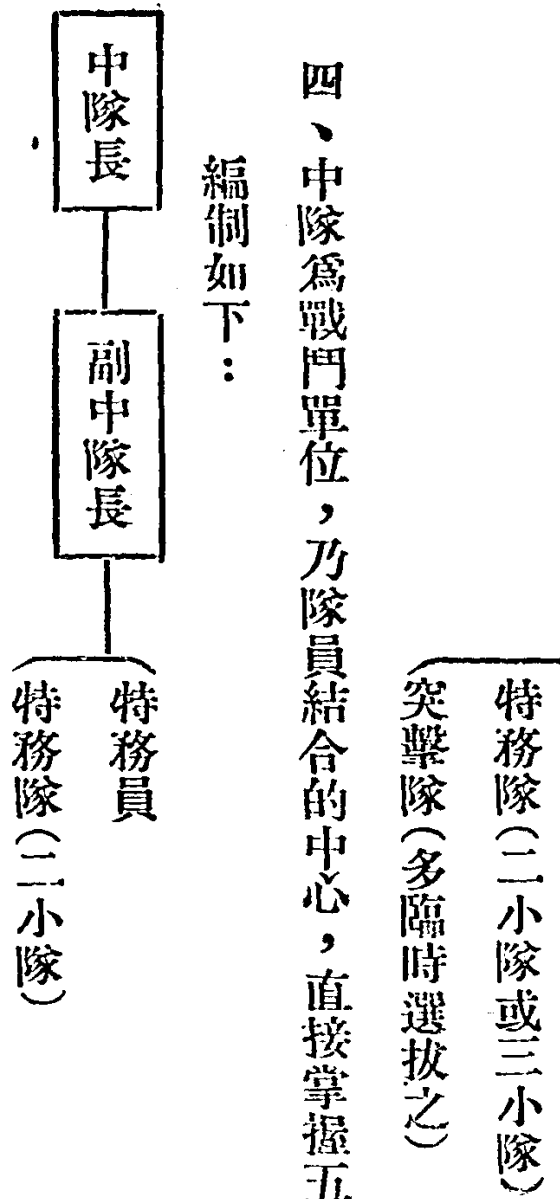 特務隊（二小隊或三小隊）
突擊隊（多臨時選拔之）
四、中隊爲戰鬥單位，乃隊員結合的中心，直接掌握五
編制如下：
中隊長
副中隊長
特務員
特務隊（二小隊）